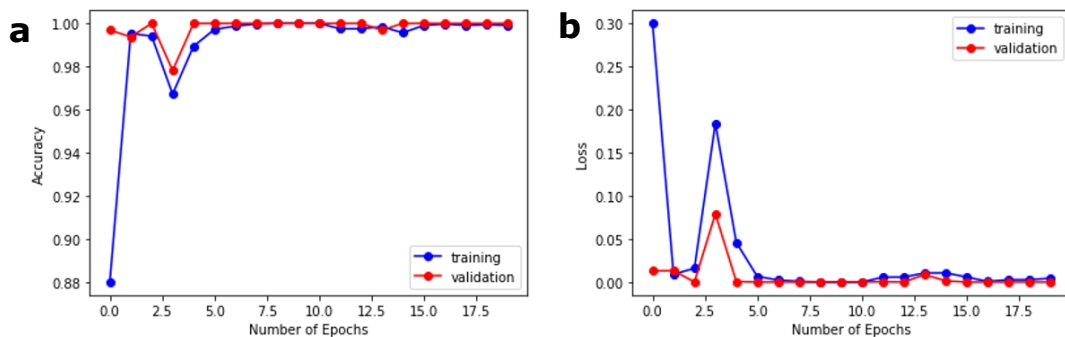 a
1.00
0.98
0.96
0.94
0.92
0.90
0.88
Accuracy
training
validation
0.0 2.5 5.0 7.5 10.0 12.5 15.0 17.5
Number of Epochs
b
0.30
0.25
0.20
0.15
0.10
0.05
0.00
Loss
training
validation
0.0 2.5 5.0 7.5 10.0 12.5 15.0 17.5
Number of Epochs